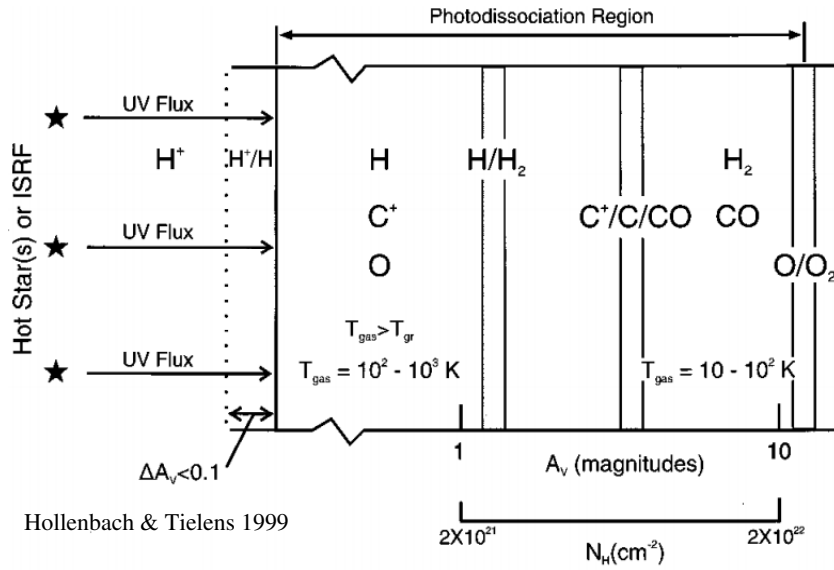 Photodissociation Region
Hot Star(s) or ISRF
UV Flux
H⁺
H⁺/H
H
H/H₂
H₂
C⁺
C⁺/C/CO
CO
UV Flux
O
O/O₂
T_gas>T_gr
UV Flux
T_gas = 10² - 10³ K
T_gas = 10 - 10² K
1
A_V (magnitudes)
10
ΔA_V<0.1
Hollenbach & Tielens 1999
2X10²¹
2X10²²
N_H(cm⁻²)